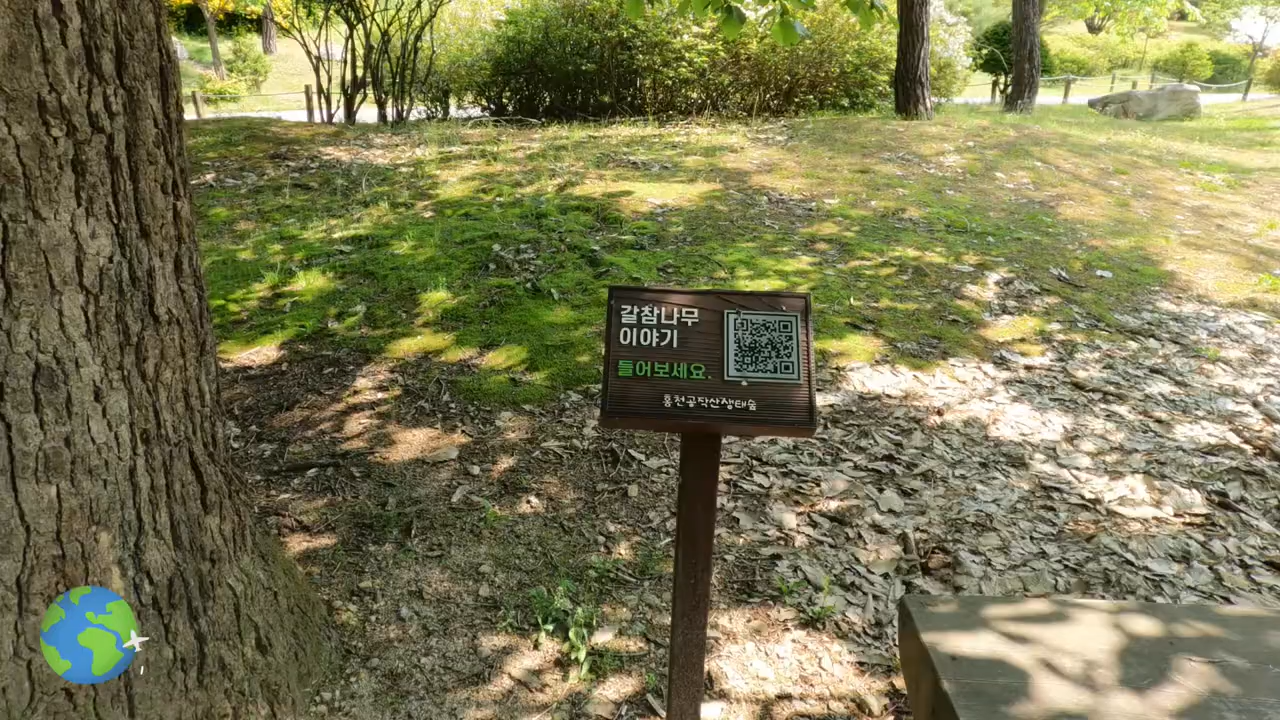 갈참나무
이야기
들어보세요.
홍천공작산생태숲